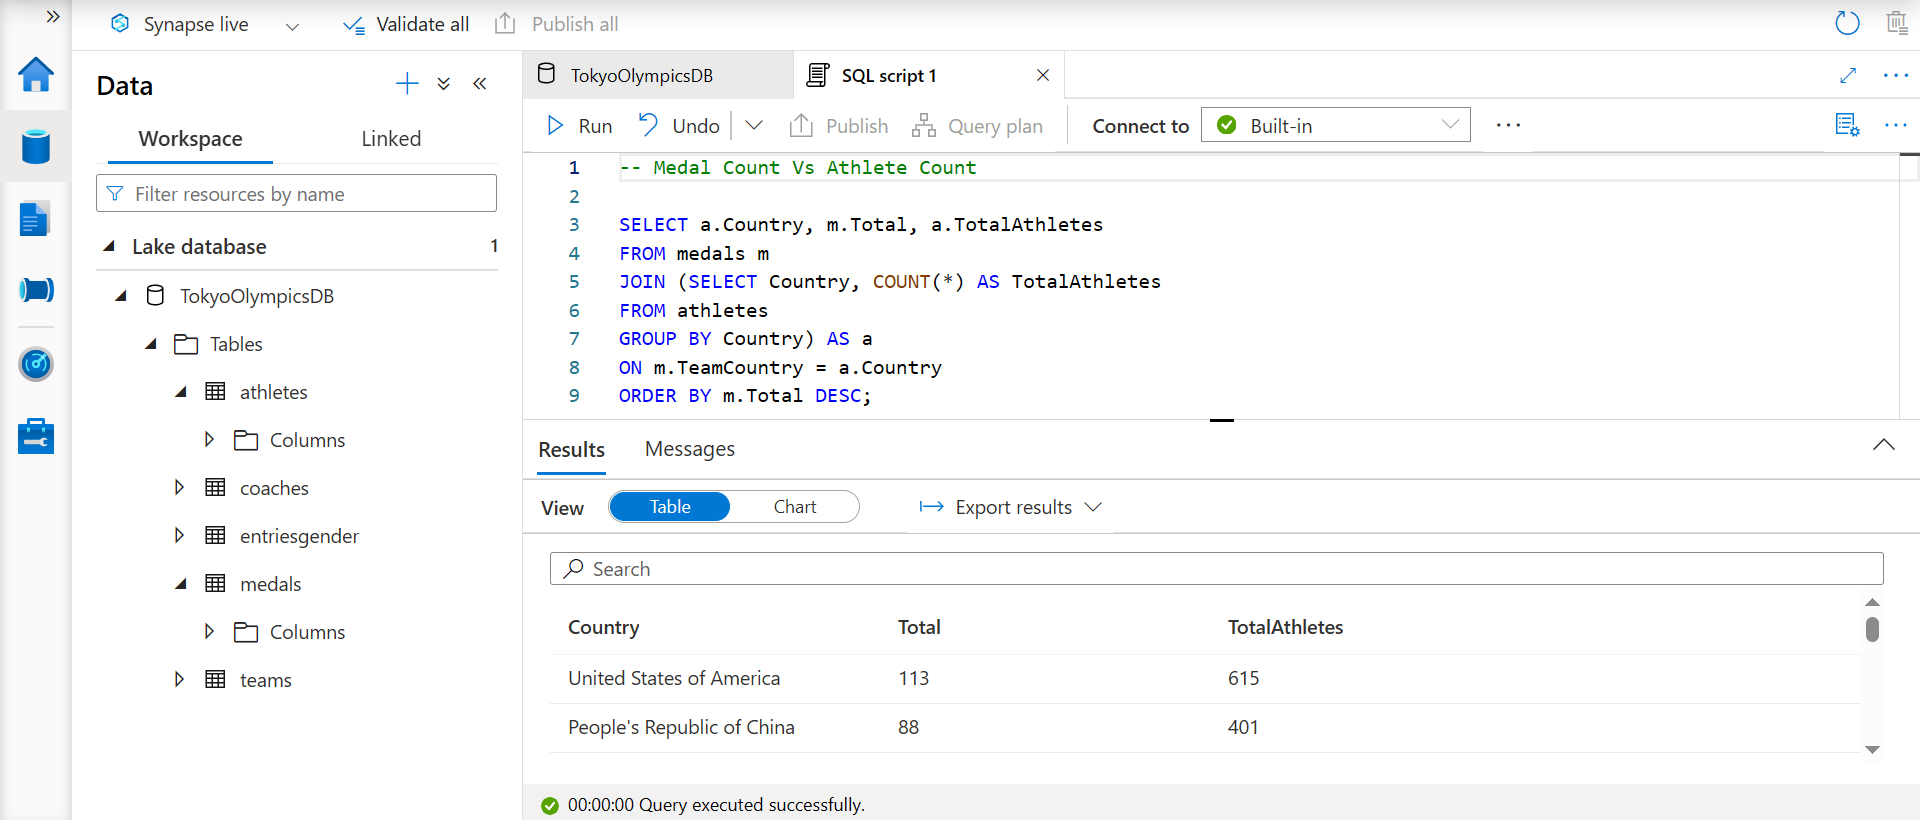 Synapse live
Validate all
Publish all
Data
Workspace
Linked
Filter resources by name
Lake database
1
TokyoOlympicsDB
Tables
athletes
Columns
coaches
entriesgender
medals
Columns
teams
TokyoOlympicsDB
SQL script 1
Run
Undo
Publish
Query plan
Connect to
Built-in
1 -- Medal Count Vs Athlete Count
2
3 SELECT a.Country, m.Total, a.TotalAthletes
4 FROM medals m
5 JOIN (SELECT Country, COUNT(*) AS TotalAthletes
6 FROM athletes
7 GROUP BY Country) AS a
8 ON m.TeamCountry = a.Country
9 ORDER BY m.Total DESC;
Results
Messages
View
Table
Chart
Export results
Search
Country Total TotalAthletes
United States of America 113 615
People's Republic of China 88 401
00:00:00 Query executed successfully.